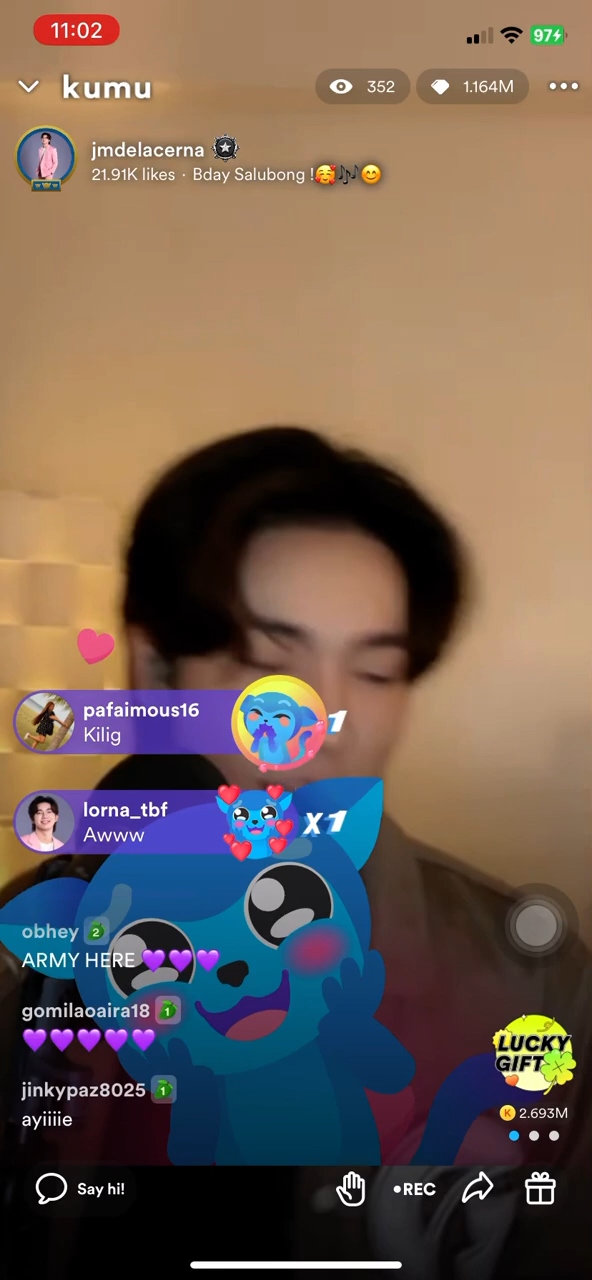 11:02
97
kumu
352
1.164M
jmdelacerna
21.91K likes · Bday Salubong !🥰🎶😊
pafaimous16
Kilig
1
lorna_tbf
Awww
X1
obhey 2
ARMY HERE 💜💜💜
gomilaoaira18 1
💜💜💜💜💜
jinkypaz8025 1
ayiiiie
LUCKY
GIFT
K 2.693M
Say hi!
•REC